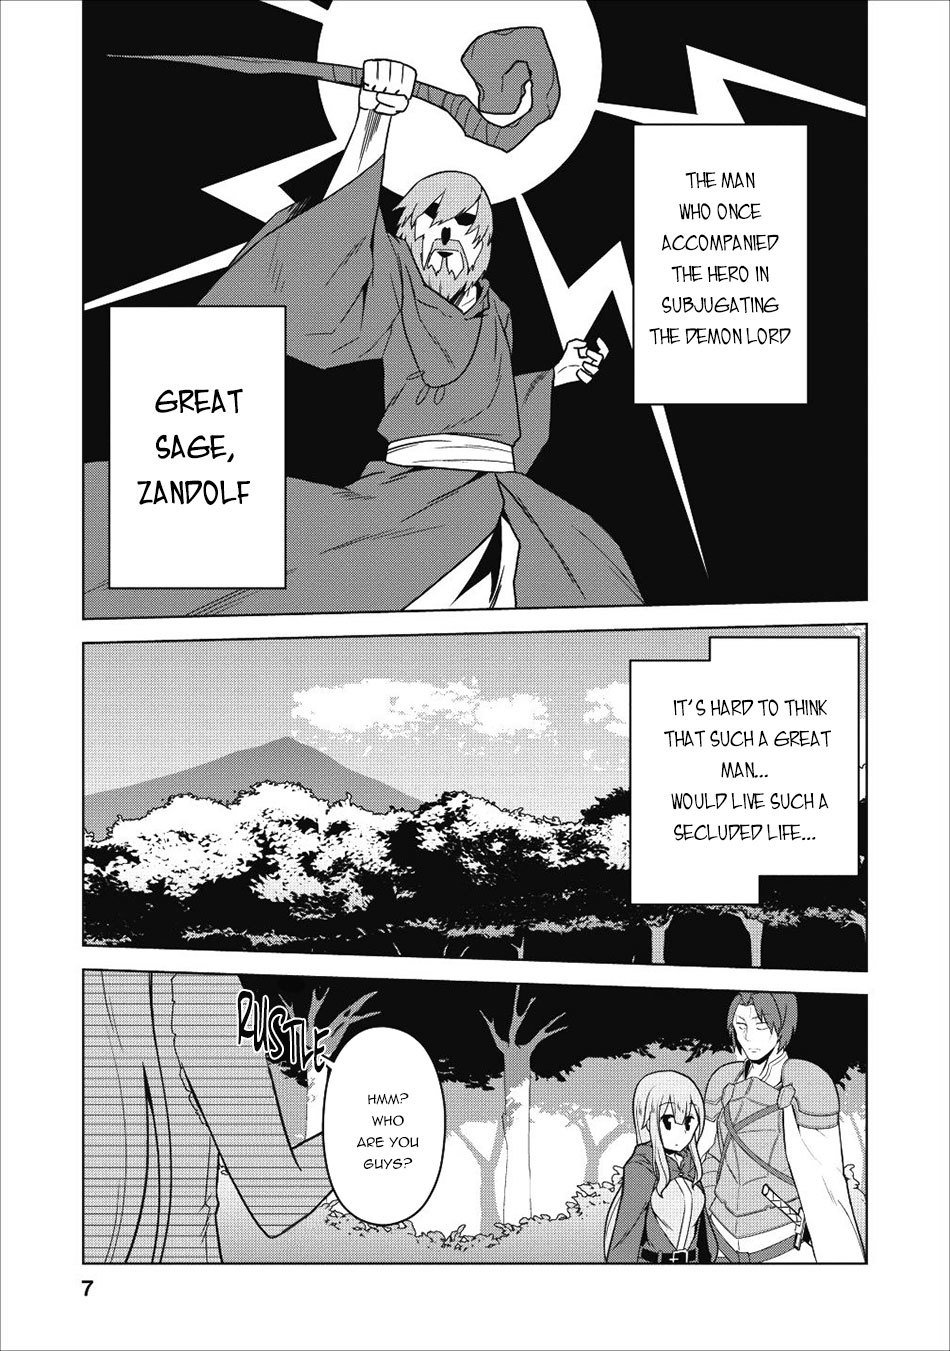 THE MAN
WHO ONCE
ACCOMPANIED
THE HERO IN
SUBJUGATING
THE DEMON LORD
GREAT
SAGE,
ZANDOLF
IT'S HARD TO THINK
THAT SUCH A GREAT
MAN...
WOULD LIVE SUCH A
SECLUDED LIFE...
RUSTLE
HMM?
WHO
ARE YOU
GUYS?
7